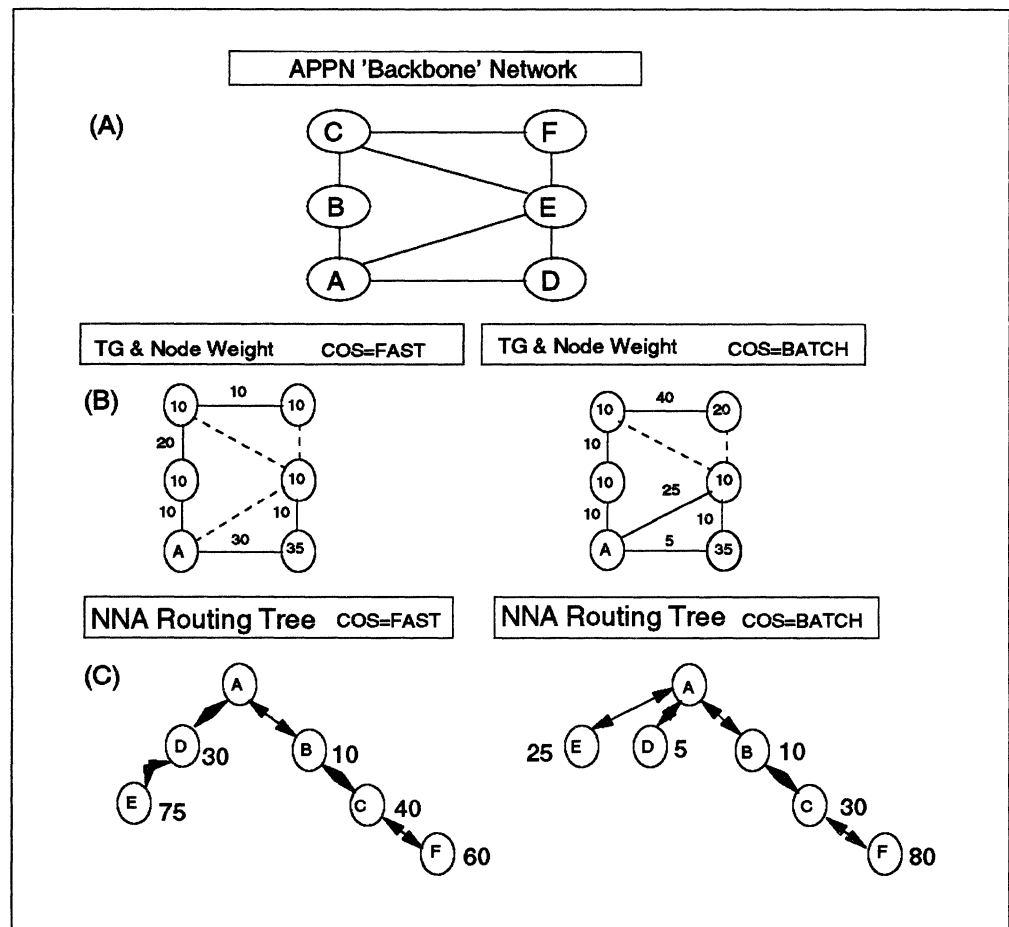 APPN 'Backbone' Network
(A)
C F
B E
A D
TG & Node Weight COS=FAST
TG & Node Weight COS=BATCH
(B)
10 10 10
20
10 10
10 10
A 30 35
10 40 20
10
10 25 10
10 10
A 5 35
NNA Routing Tree COS=FAST
NNA Routing Tree COS=BATCH
(C)
A
D 30 B 10
E 75 C 40
F 60
A
25 E D 5 B 10
C 30
F 80